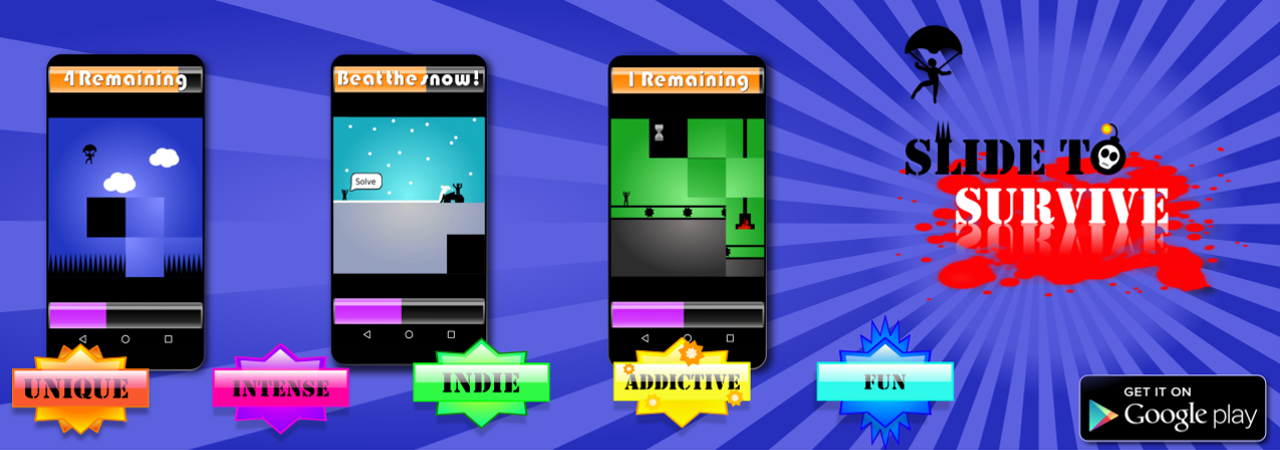 4 Remaining
Beat the snow!
Solve
1 Remaining
SLIDE TO
SURVIVE
UNIQUE
INTENSE
INDIE
ADDICTIVE
FUN
GET IT ON
Google play